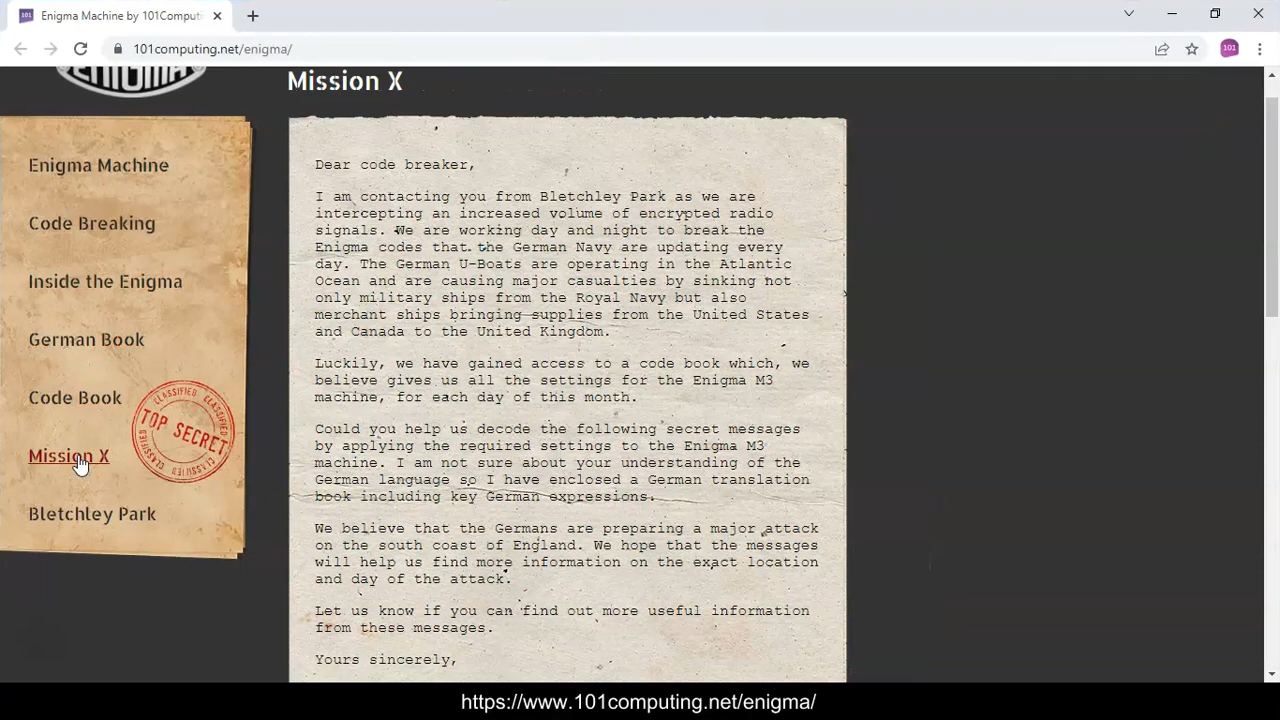 101 Enigma Machine by 101Comput
101computing.net/enigma/
101
ENIGMA
Mission X
Enigma Machine
Code Breaking
Inside the Enigma
German Book
Code Book
Mission X
Bletchley Park
CLASSIFIED
TOP SECRET
CLASSIFIED
Dear code breaker,
I am contacting you from Bletchley Park as we are
intercepting an increased volume of encrypted radio
signals. We are working day and night to break the
Enigma codes that the German Navy are updating every
day. The German U-Boats are operating in the Atlantic
Ocean and are causing major casualties by sinking not
only military ships from the Royal Navy but also
merchant ships bringing supplies from the United States
and Canada to the United Kingdom.
Luckily, we have gained access to a code book which, we
believe gives us all the settings for the Enigma M3
machine, for each day of this month.
Could you help us decode the following secret messages
by applying the required settings to the Enigma M3
machine. I am not sure about your understanding of the
German language so I have enclosed a German translation
book including key German expressions.
We believe that the Germans are preparing a major attack
on the south coast of England. We hope that the messages
will help us find more information on the exact location
and day of the attack.
Let us know if you can find out more useful information
from these messages.
Yours sincerely,
https://www.101computing.net/enigma/